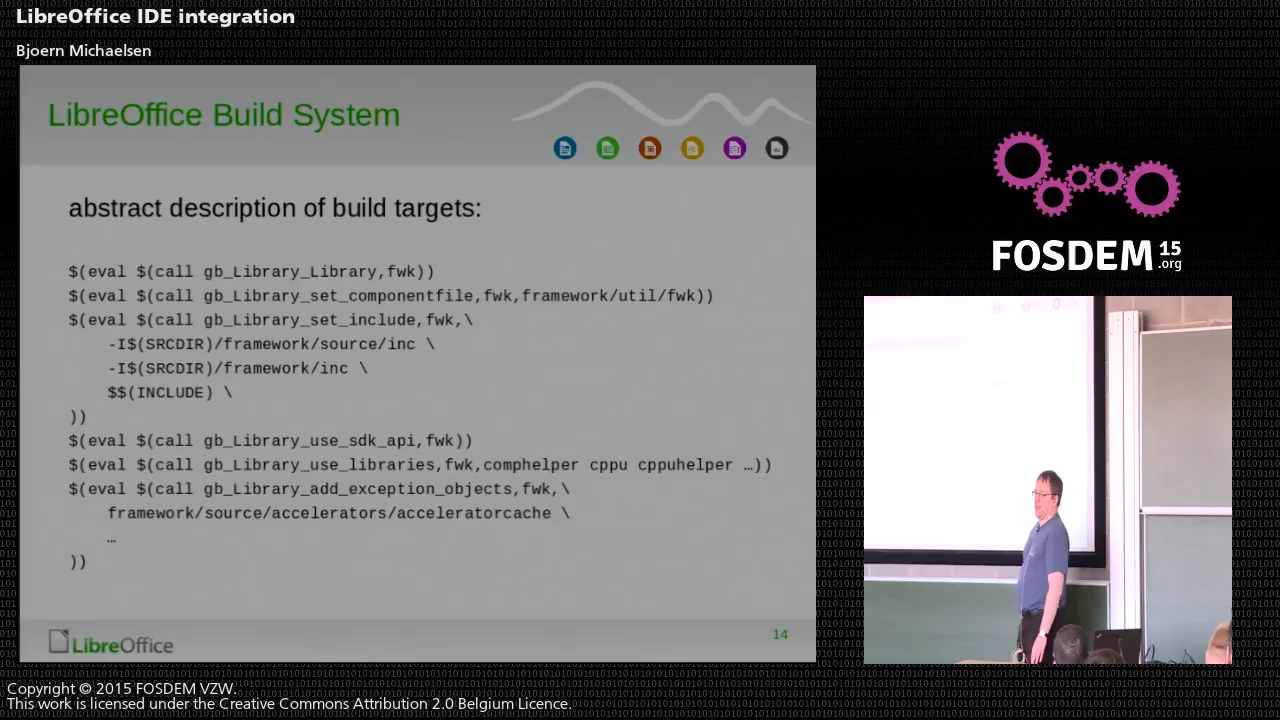 LibreOffice IDE integration
Bjoern Michaelsen
LibreOffice Build System
abstract description of build targets:
$(eval $(call gb_Library_Library,fwk))
$(eval $(call gb_Library_set_componentfile,fwk,framework/util/fwk))
$(eval $(call gb_Library_set_include,fwk,\
-I$(SRCDIR)/framework/source/inc \
-I$(SRCDIR)/framework/inc \
$$(INCLUDE) \
))
$(eval $(call gb_Library_use_sdk_api,fwk))
$(eval $(call gb_Library_use_libraries,fwk,comphelper cppu cppuhelper …))
$(eval $(call gb_Library_add_exception_objects,fwk,\
framework/source/accelerators/acceleratorcache \
…
))
LibreOffice
14
FOSDEM 15
.org
Copyright © 2015 FOSDEM VZW.
This work is licensed under the Creative Commons Attribution 2.0 Belgium Licence.